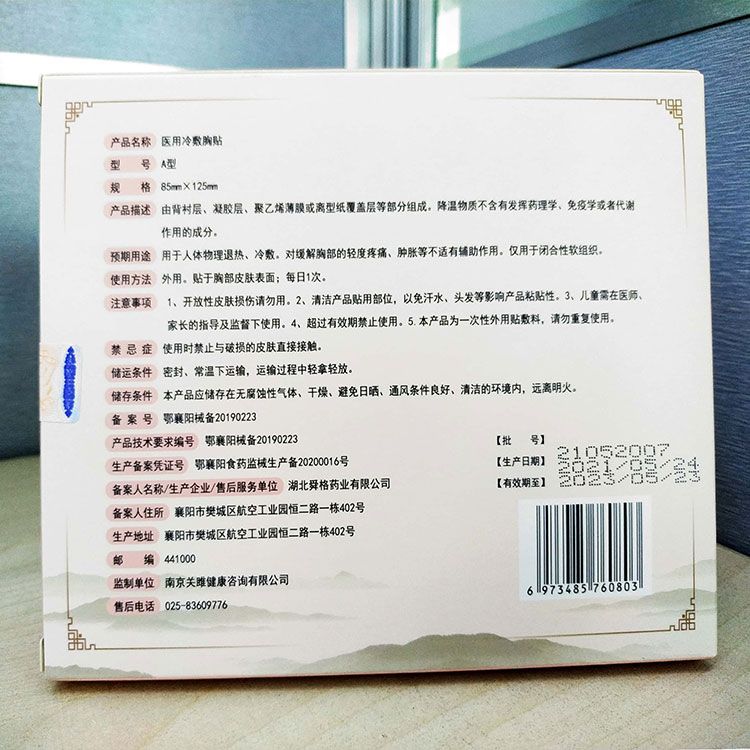 产品名称 医用冷敷胸贴
型 号 A型
规 格 85mm×125mm
产品描述 由背衬层、凝胶层、聚乙烯薄膜或离型纸覆盖层等部分组成。降温物质不含有发挥药理学、免疫学或者代谢
作用的成分。
预期用途 用于人体物理退热、冷敷。对缓解胸部的轻度疼痛、肿胀等不适有辅助作用。仅用于闭合性软组织。
使用方法 外用。贴于胸部皮肤表面；每日1次。
注意事项 1、开放性皮肤损伤请勿用。2、清洁产品贴用部位，以免汗水、头发等影响产品粘贴性。3、儿童需在医师、
家长的指导及监督下使用。4、超过有效期禁止使用。5.本产品为一次性外用贴敷料，请勿重复使用。
禁 忌 症 使用时禁止与破损的皮肤直接接触。
储运条件 密封、常温下运输，运输过程中轻拿轻放。
储存条件 本产品应储存在无腐蚀性气体、干燥、避免日晒、通风条件良好、清洁的环境内，远离明火。
备 案 号 鄂襄阳械备20190223
产品技术要求编号 鄂襄阳械备20190223
生产备案凭证号 鄂襄阳食药监械生产备20200016号
备案人名称/生产企业/售后服务单位 湖北舜格药业有限公司
备案人住所 襄阳市樊城区航空工业园恒二路一栋402号
生产地址 襄阳市樊城区航空工业园恒二路一栋402号
邮 编 441000
监制单位 南京关雎健康咨询有限公司
售后电话 025-83609776
【批 号】 21052007
【生产日期】 2021/05/24
【有效期至】 2023/05/23
6 973485 760803